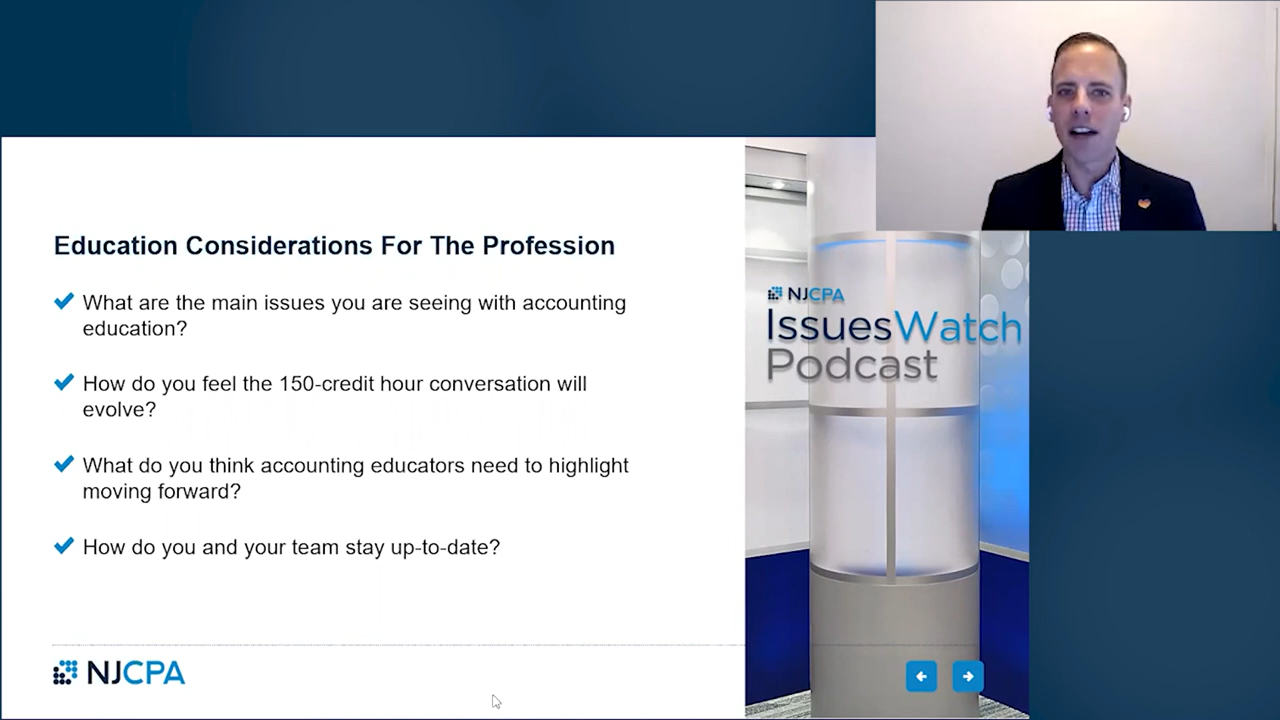 Education Considerations For The Profession
What are the main issues you are seeing with accounting
education?
How do you feel the 150-credit hour conversation will
evolve?
What do you think accounting educators need to highlight
moving forward?
How do you and your team stay up-to-date?
NJCPA
NJCPA
IssuesWatch
Podcast